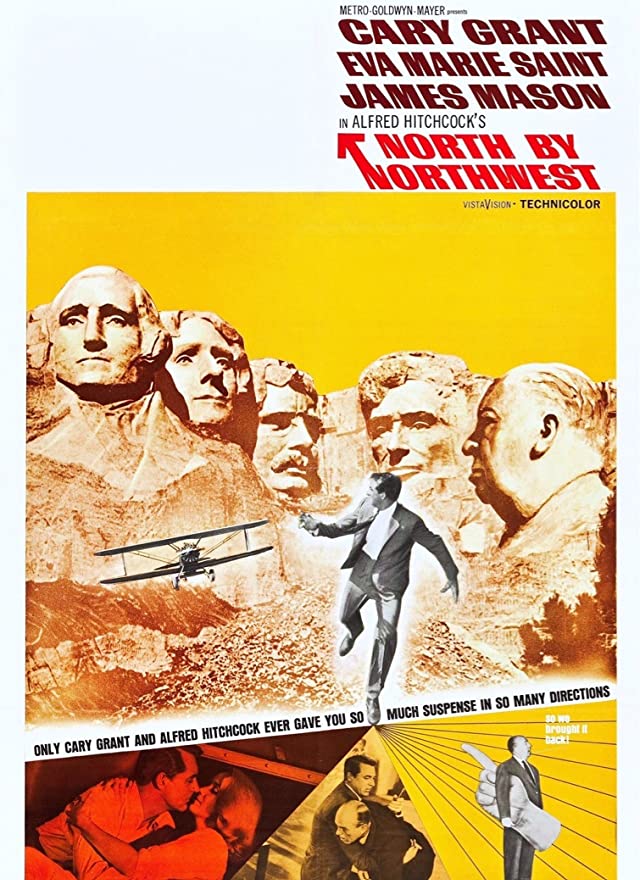 METRO-GOLDWYN-MAYER presents
CARY GRANT
EVA MARIE SAINT
JAMES MASON
IN ALFRED HITCHCOCK'S
NORTH BY
NORTHWEST
VISTAVISION · TECHNICOLOR
ONLY CARY GRANT AND ALFRED HITCHCOCK EVER GAVE YOU SO MUCH SUSPENSE IN SO MANY DIRECTIONS
so we
brought it
back!